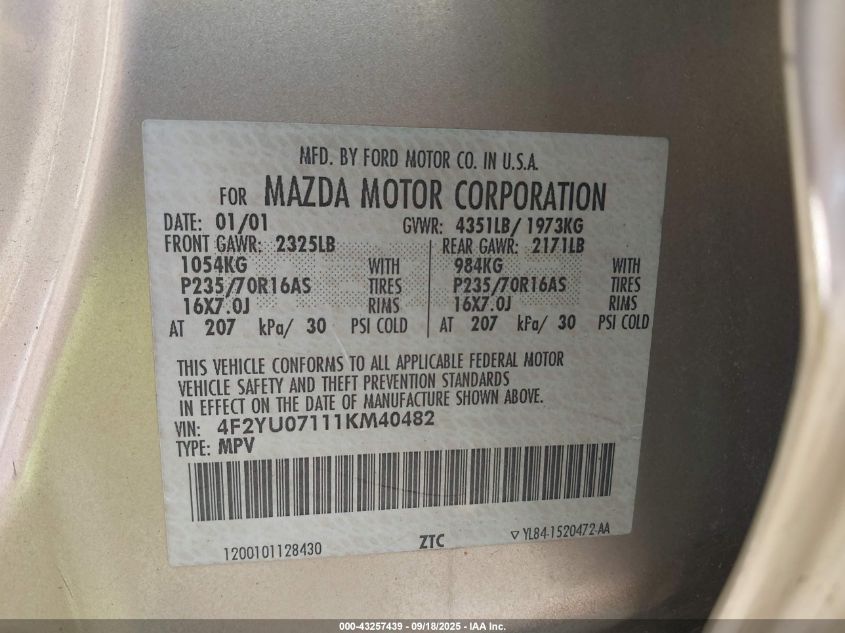 MFD. BY FORD MOTOR CO. IN U.S.A.
FOR MAZDA MOTOR CORPORATION
DATE: 01/01 GVWR: 4351LB/ 1973KG
FRONT GAWR: 2325LB REAR GAWR: 2171LB
1054KG WITH 984KG WITH
P235/70R16AS TIRES P235/70R16AS TIRES
16X7.0J RIMS 16X7.0J RIMS
AT 207 kPa/ 30 PSI COLD AT 207 kPa/ 30 PSI COLD
THIS VEHICLE CONFORMS TO ALL APPLICABLE FEDERAL MOTOR
VEHICLE SAFETY AND THEFT PREVENTION STANDARDS
IN EFFECT ON THE DATE OF MANUFACTURE SHOWN ABOVE.
VIN: 4F2YU07111KM40482
TYPE: MPV
1200101128430 ZTC YL84-1520472-AA
000-43257439 - 09/18/2025 - IAA Inc.